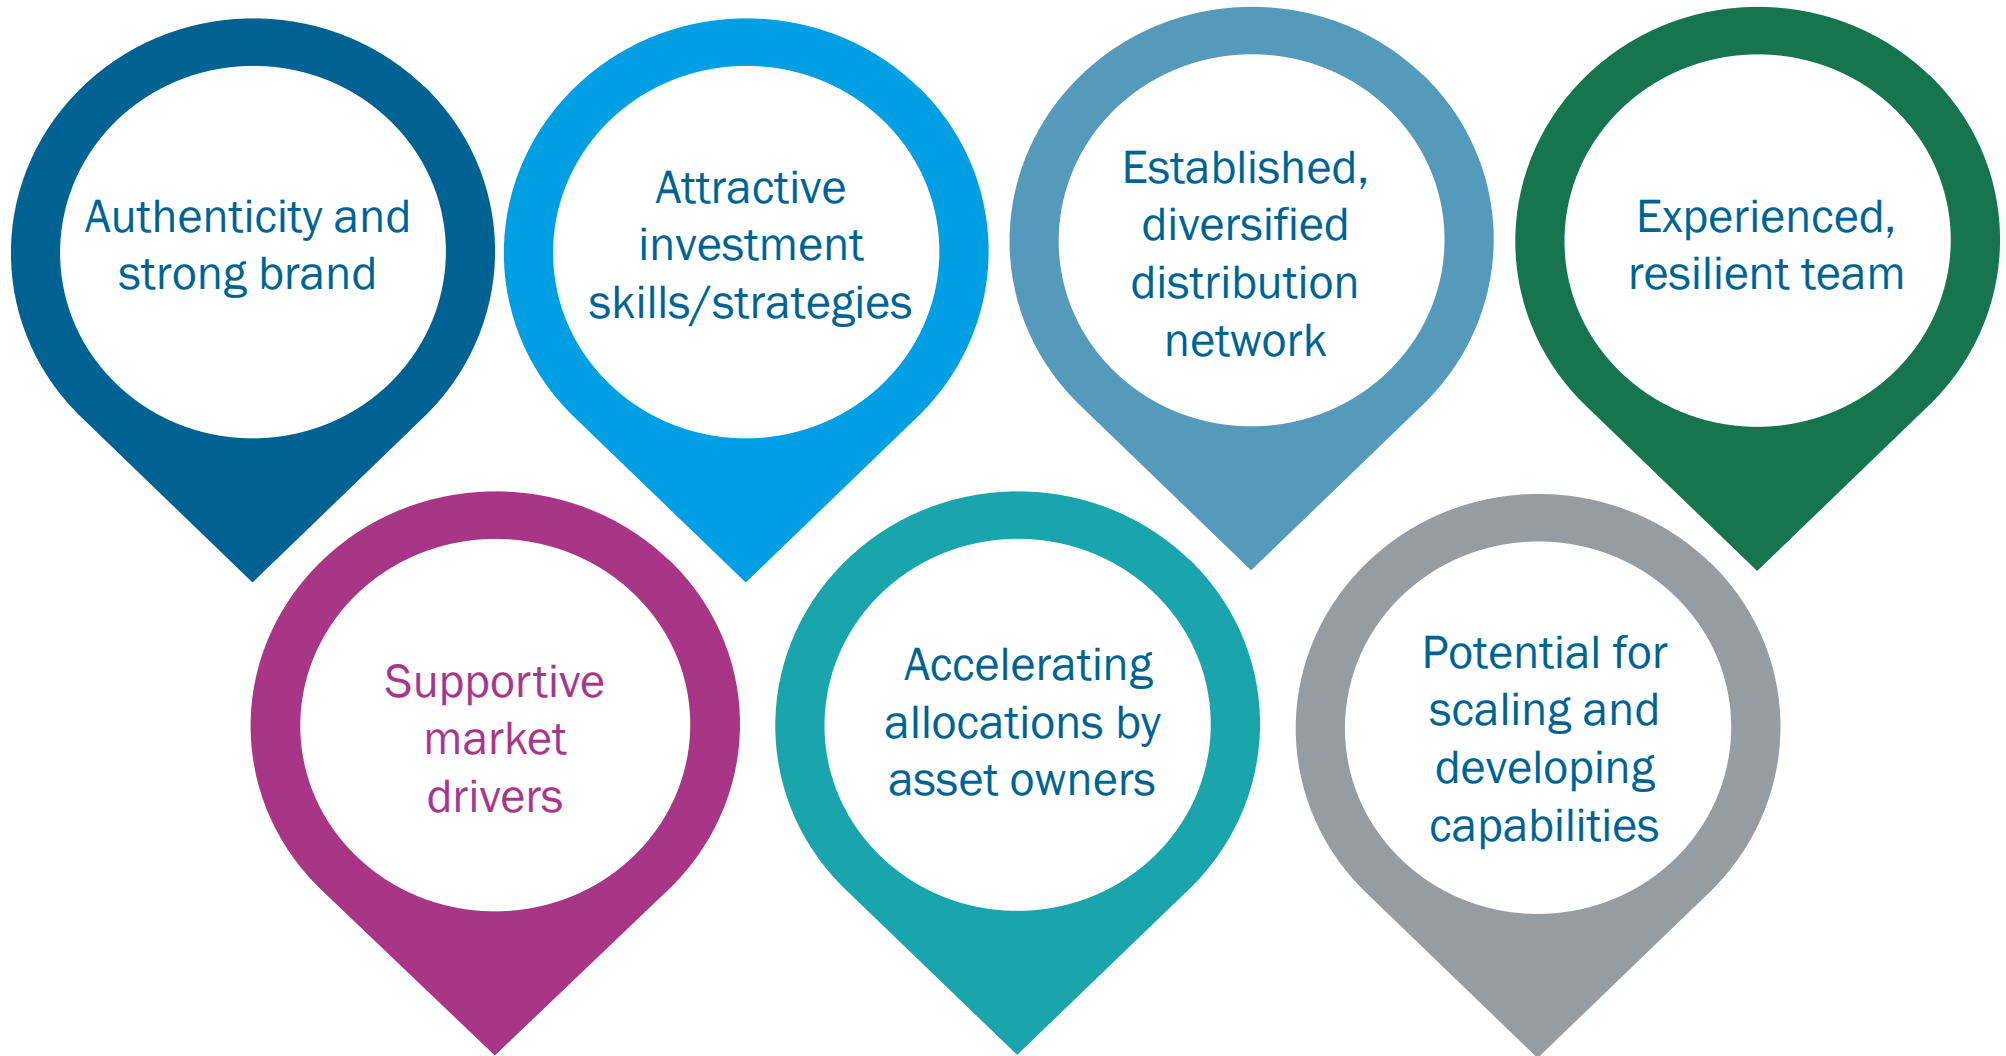 Authenticity and
strong brand
Attractive
investment
skills/strategies
Established,
diversified
distribution
network
Experienced,
resilient team
Supportive
market
drivers
Accelerating
allocations by
asset owners
Potential for
scaling and
developing
capabilities